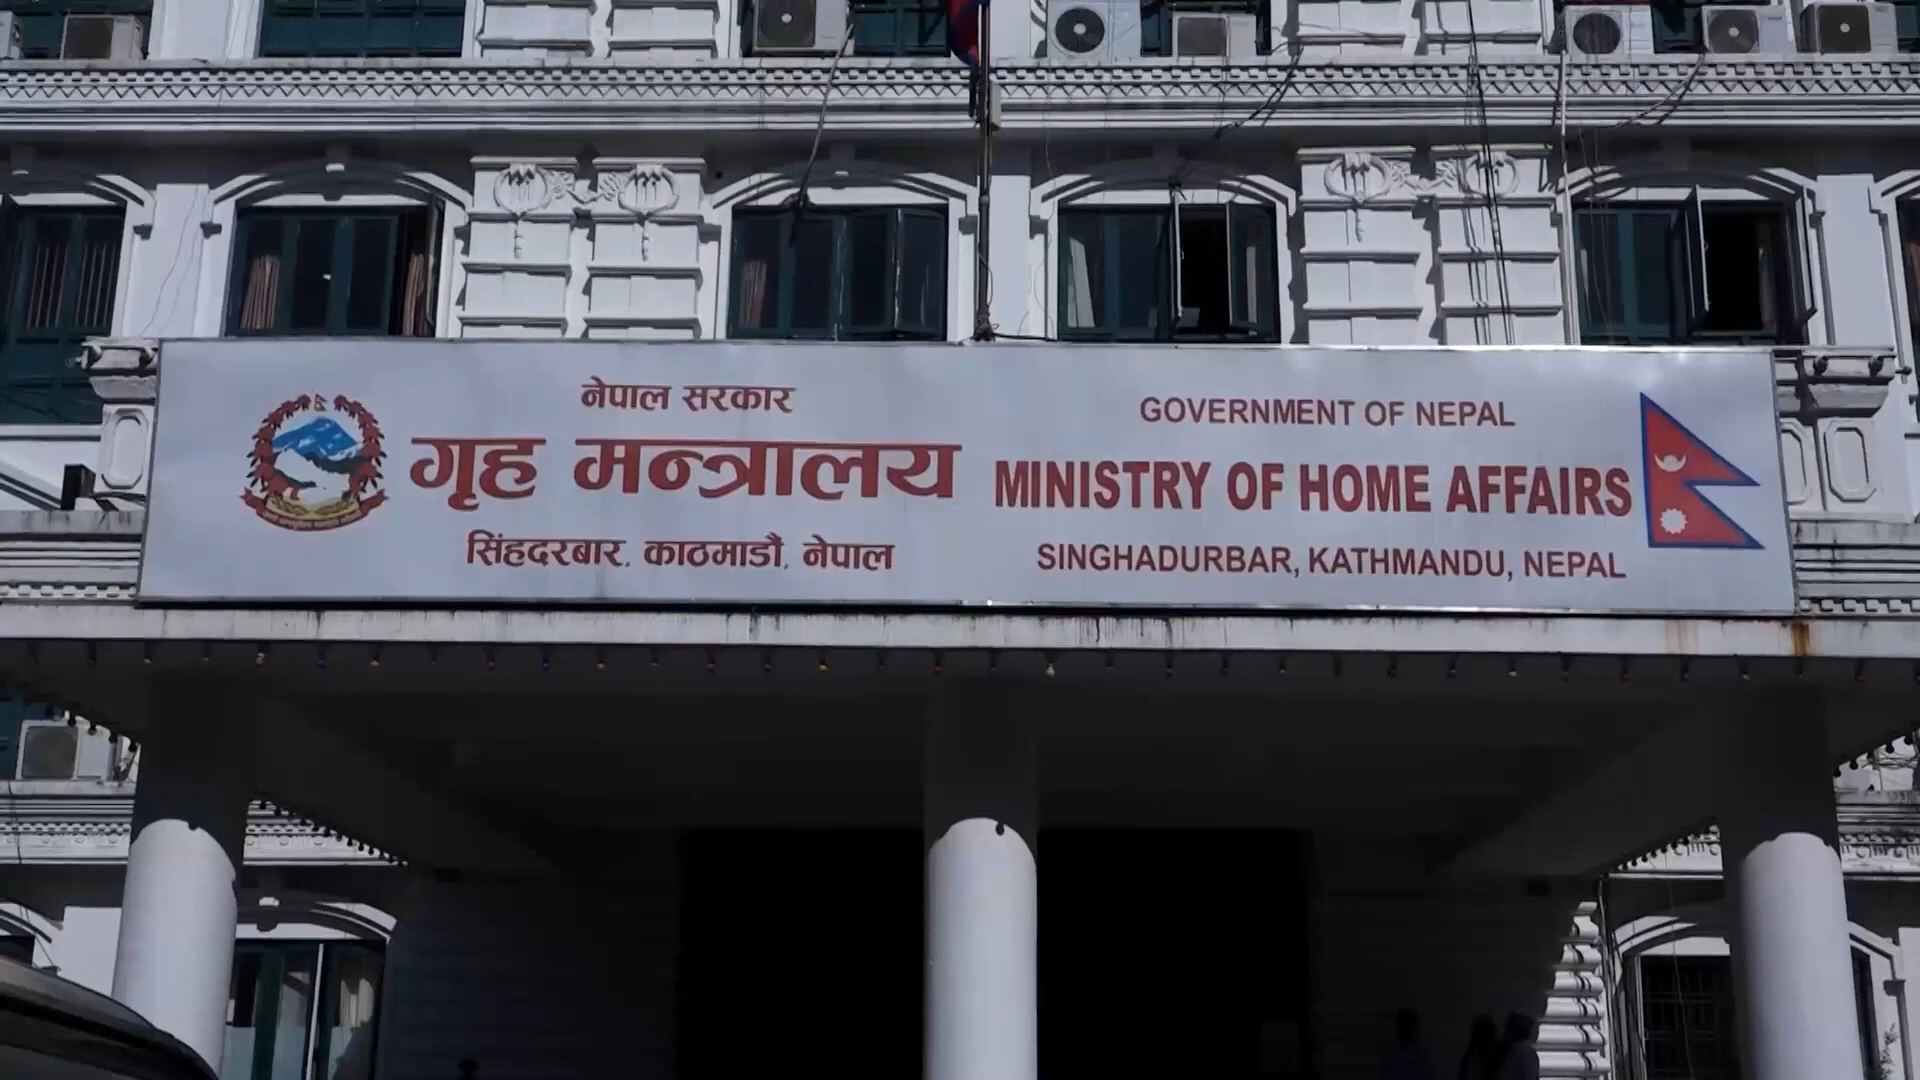 नेपाल सरकार
गृह मन्त्रालय
सिंहदरबार, काठमाडौं, नेपाल
GOVERNMENT OF NEPAL
MINISTRY OF HOME AFFAIRS
SINGHADURBAR, KATHMANDU, NEPAL